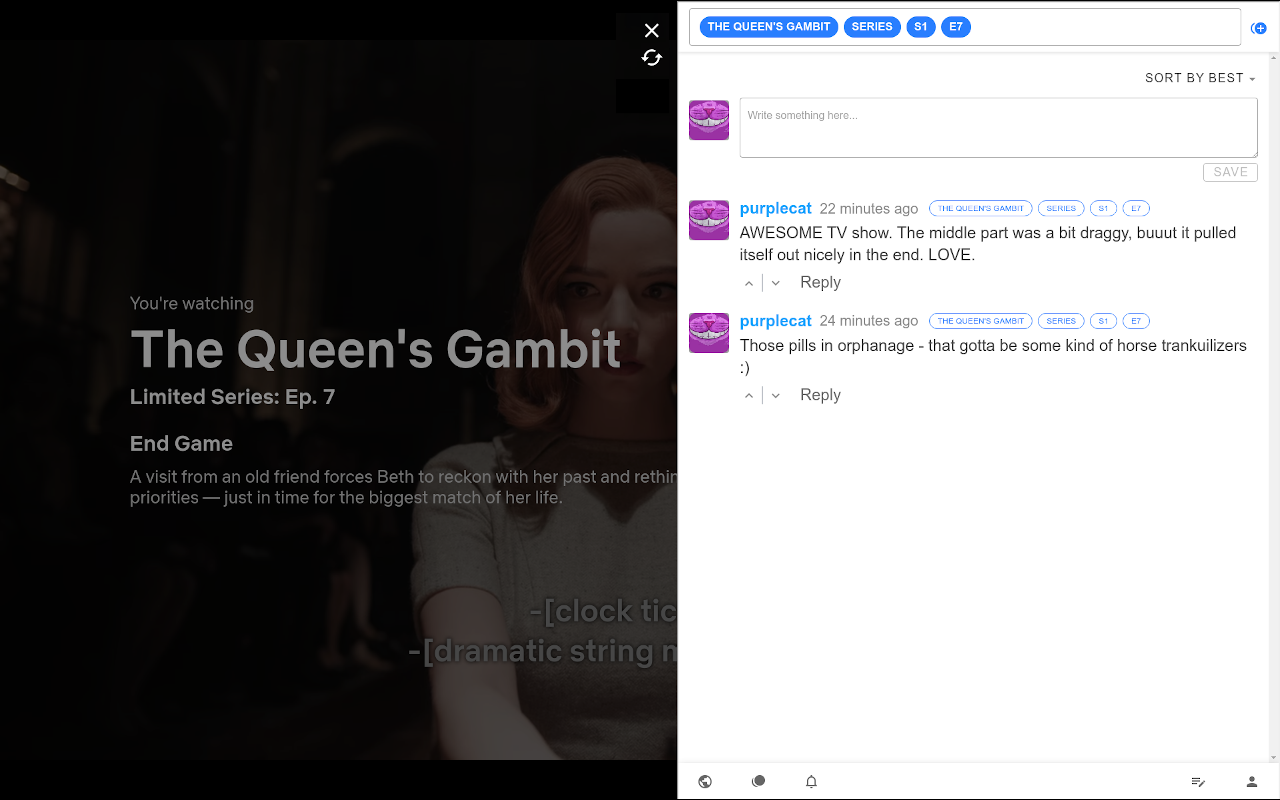 You're watching
The Queen's Gambit
Limited Series: Ep. 7
End Game
A visit from an old friend forces Beth to reckon with her past and
priorities — just in time for the biggest match of her life.
-[clock
-[dramatic string
THE QUEEN'S GAMBIT SERIES S1 E7
SORT BY BEST
Write something here...
SAVE
purplecat 22 minutes ago THE QUEEN'S GAMBIT SERIES S1 E7
AWESOME TV show. The middle part was a bit draggy, buuut it pulled
itself out nicely in the end. LOVE.
Reply
purplecat 24 minutes ago THE QUEEN'S GAMBIT SERIES S1 E7
Those pills in orphanage - that gotta be some kind of horse trankuilizers
:)
Reply